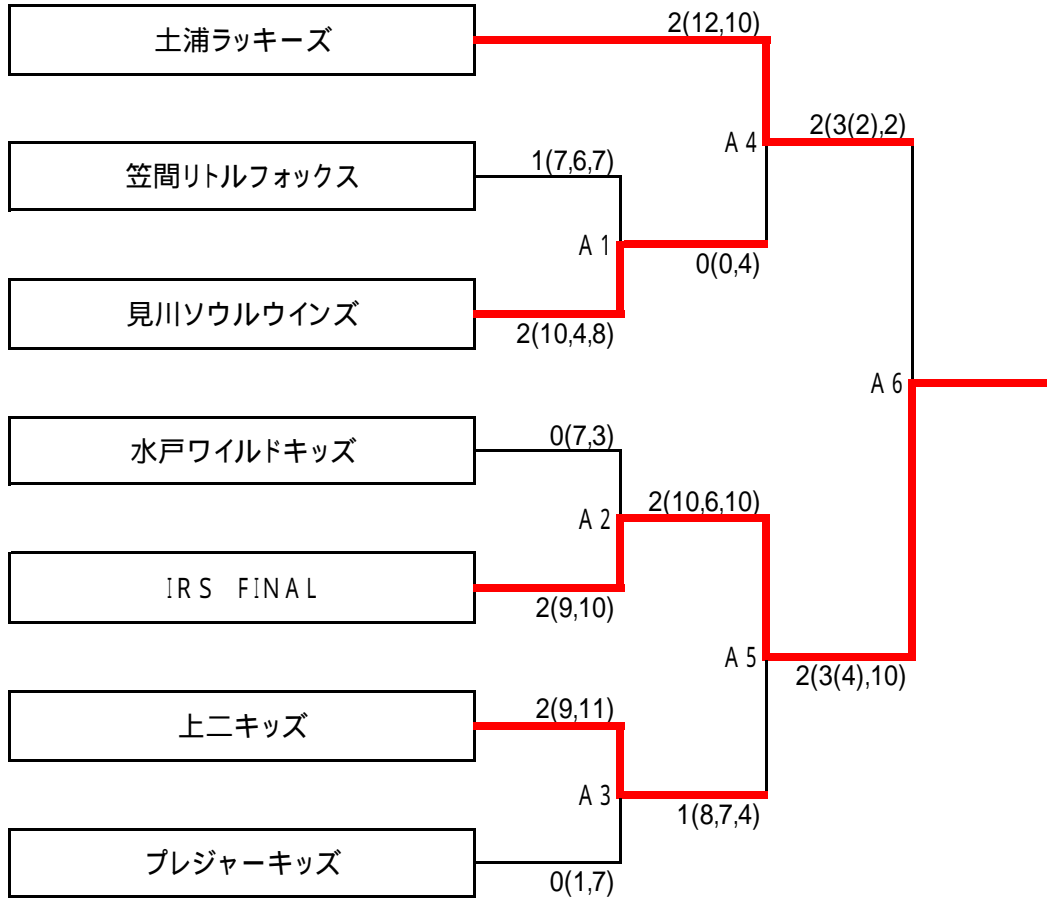 2(12,10)
土浦ラッキーズ
2(3(2),2)
A 4
1(7,6,7)
笠間リトルフォックス
A 1
0(0,4)
見川ソウルウインズ
2(10,4,8)
A 6
0(7,3)
水戸ワイルドキッズ
2(10,6,10)
A 2
IRS FINAL
2(9,10)
A 5
2(3(4),10)
2(9,11)
上二キッズ
A 3
1(8,7,4)
プレジャーキッズ
0(1,7)